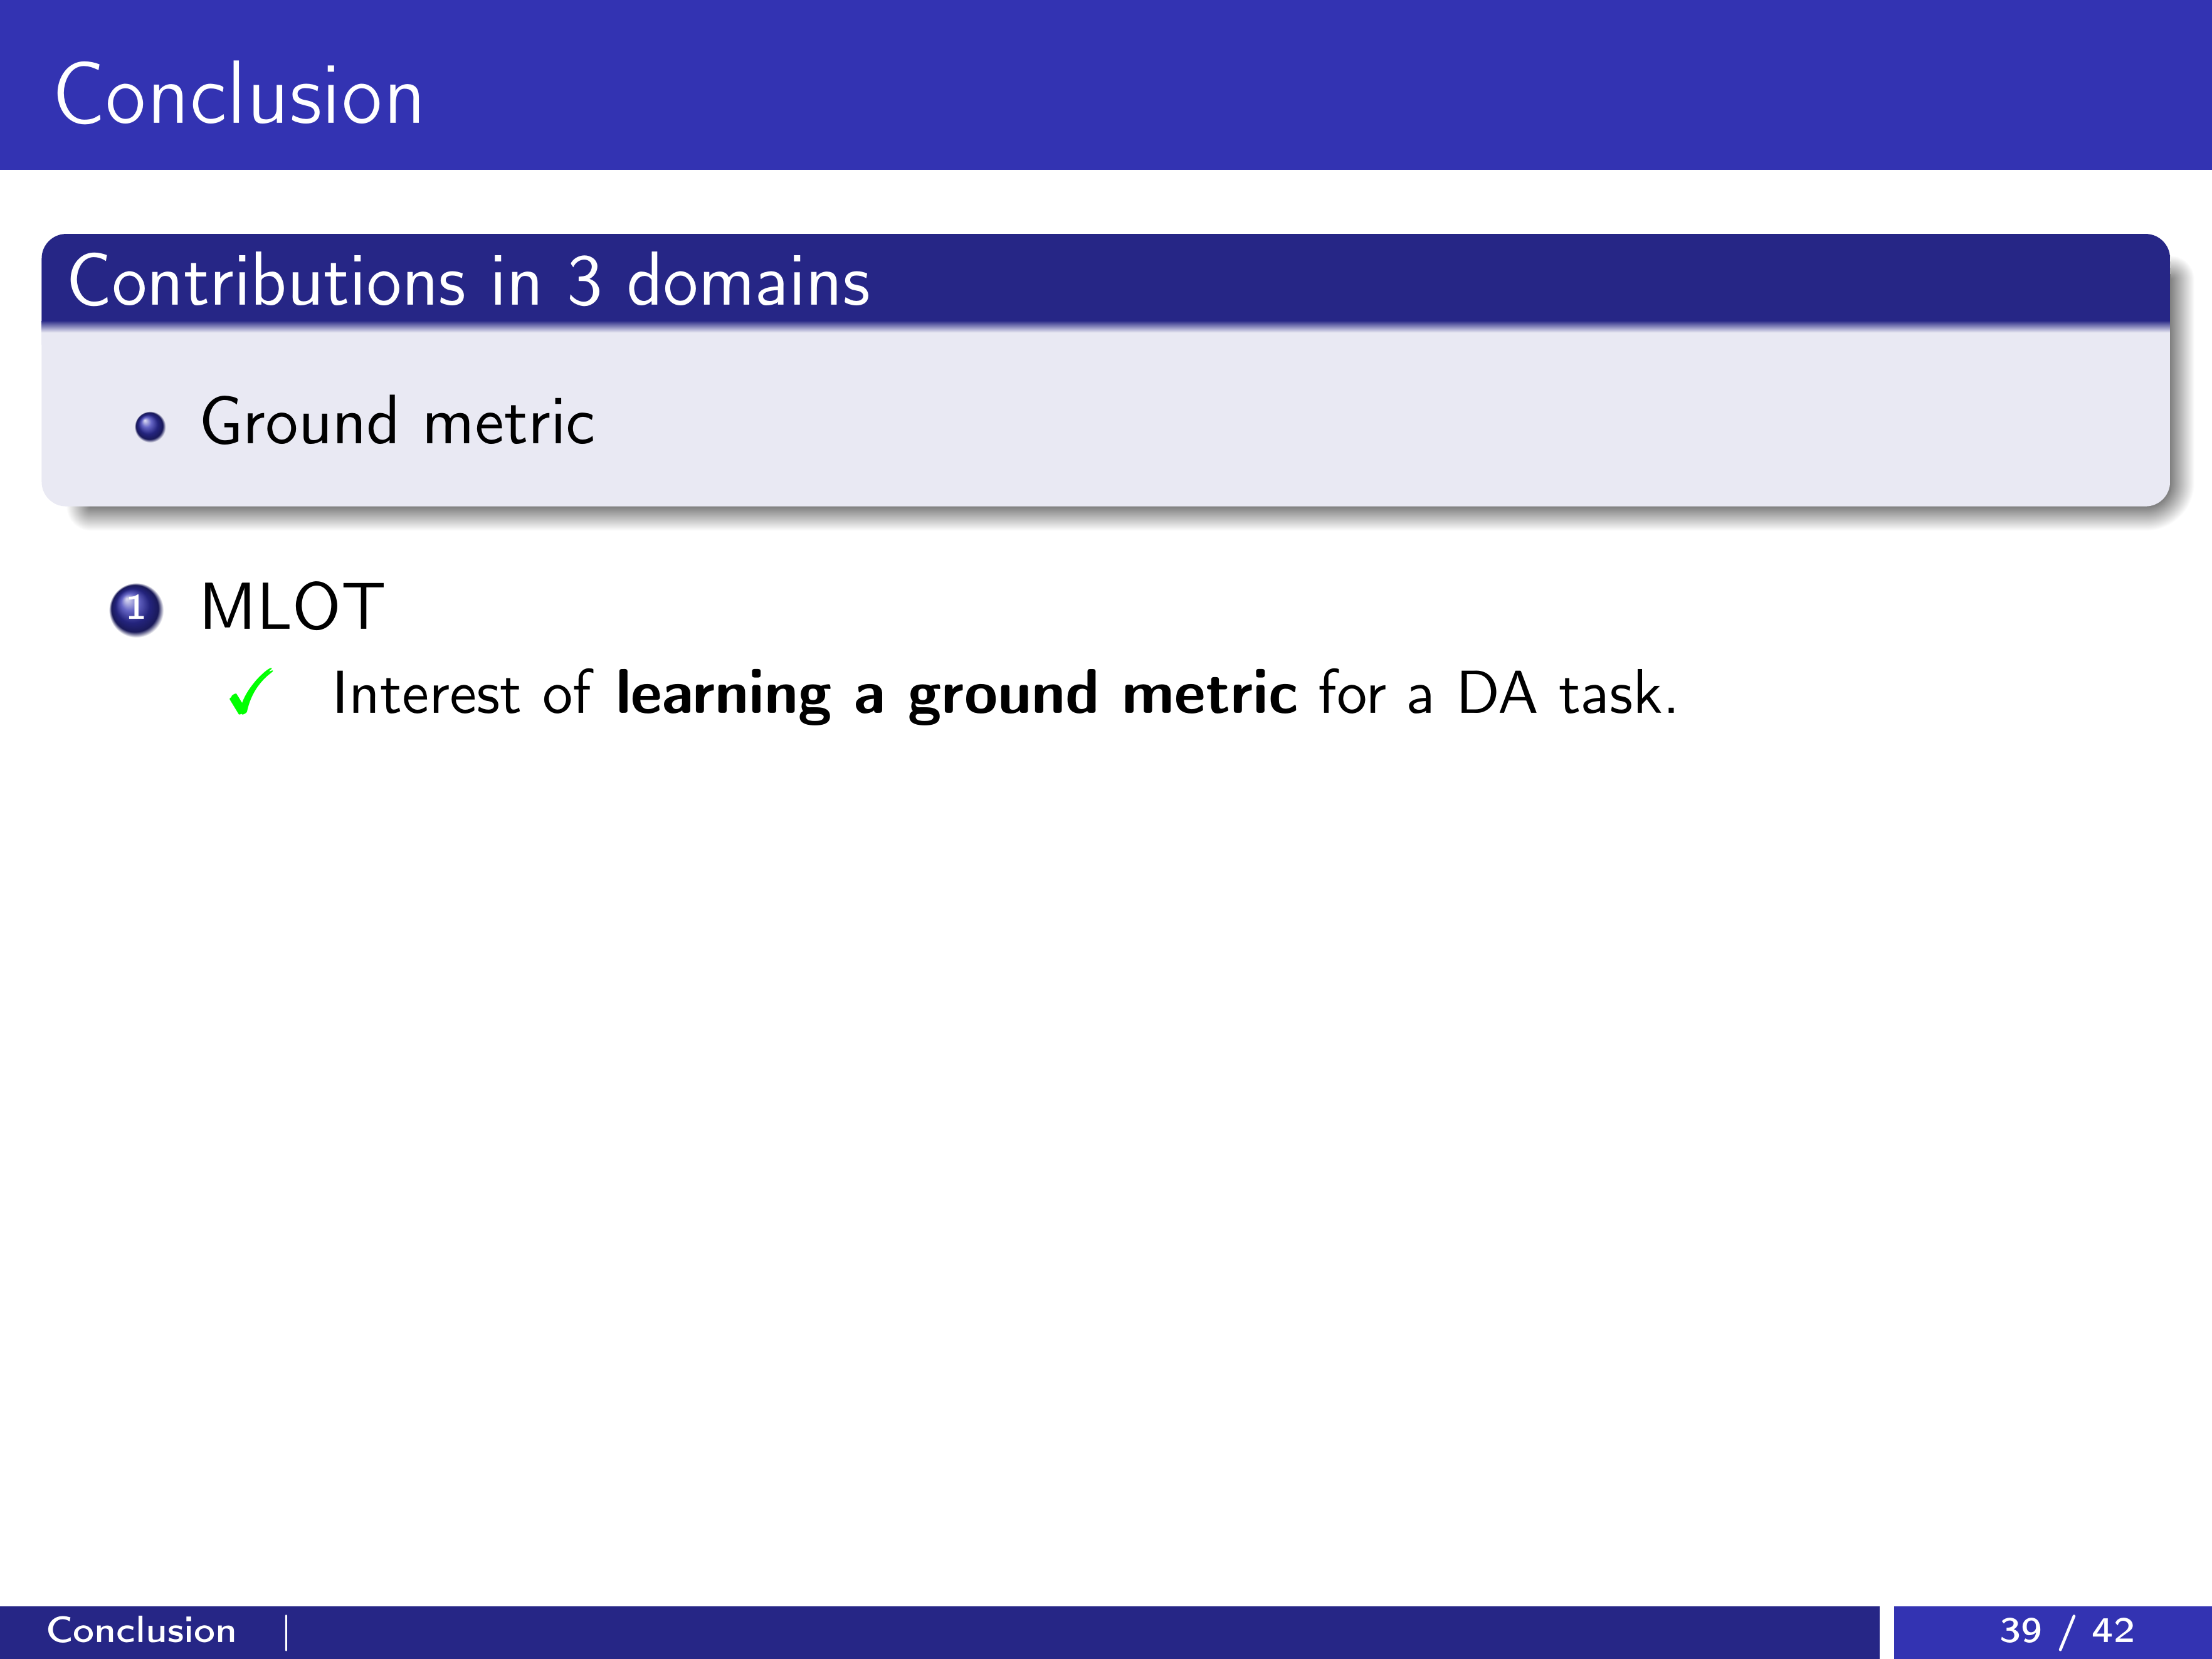 Conclusion
Contributions in 3 domains
Ground metric
1 MLOT
✓ Interest of learning a ground metric for a DA task.
Conclusion |
39 / 42